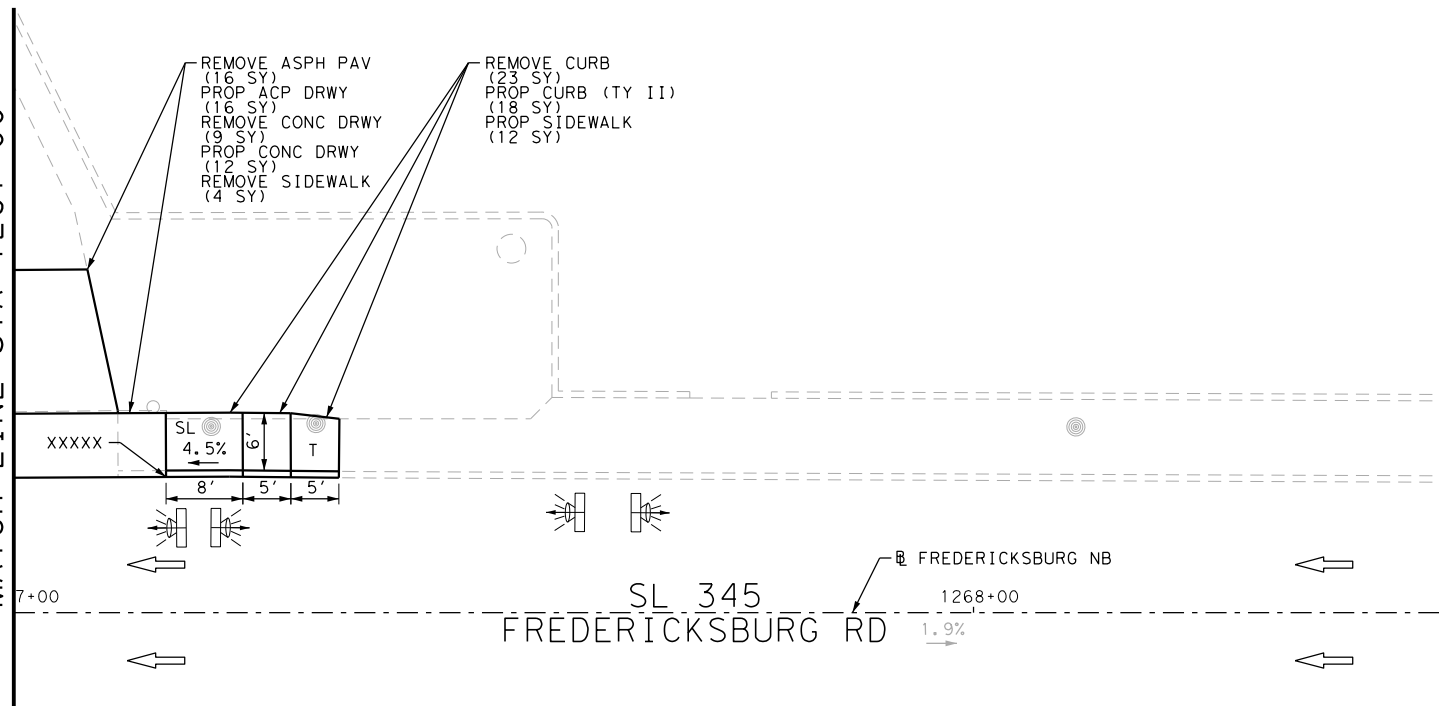 REMOVE ASPH PAV
(16 SY)
PROP ACP DRWY
(16 SY)
REMOVE CONC DRWY
(9 SY)
PROP CONC DRWY
(12 SY)
REMOVE SIDEWALK
(4 SY)
REMOVE CURB
(23 SY)
PROP CURB (TY II)
(18 SY)
PROP SIDEWALK
(12 SY)
XXXXX
SL
4.5%
6'
T
8'
5'
5'
FREDERICKSBURG NB
7+00
SL 345
1268+00
FREDERICKSBURG RD
1.9%